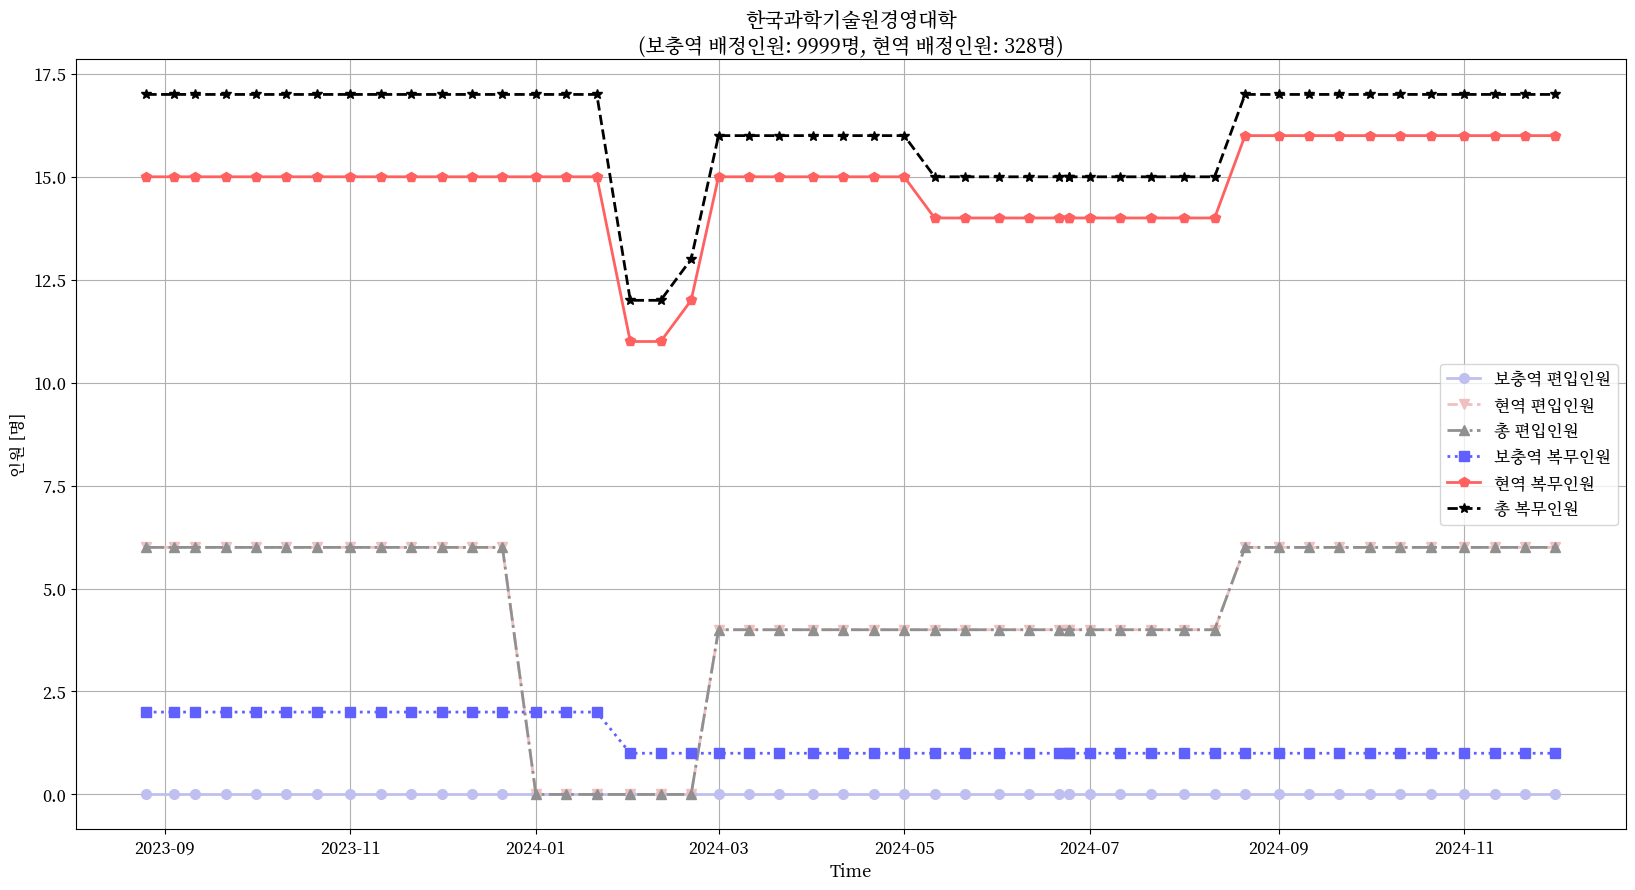 한국과학기술원경영대학
(보충역 배정인원: 9999명, 현역 배정인원: 328명)
17.5
15.0
12.5
10.0
7.5
5.0
2.5
0.0
인원 [명]
보충역 편입인원
현역 편입인원
총 편입인원
보충역 복무인원
현역 복무인원
총 복무인원
2023-09
2023-11
2024-01
2024-03
2024-05
2024-07
2024-09
2024-11
Time